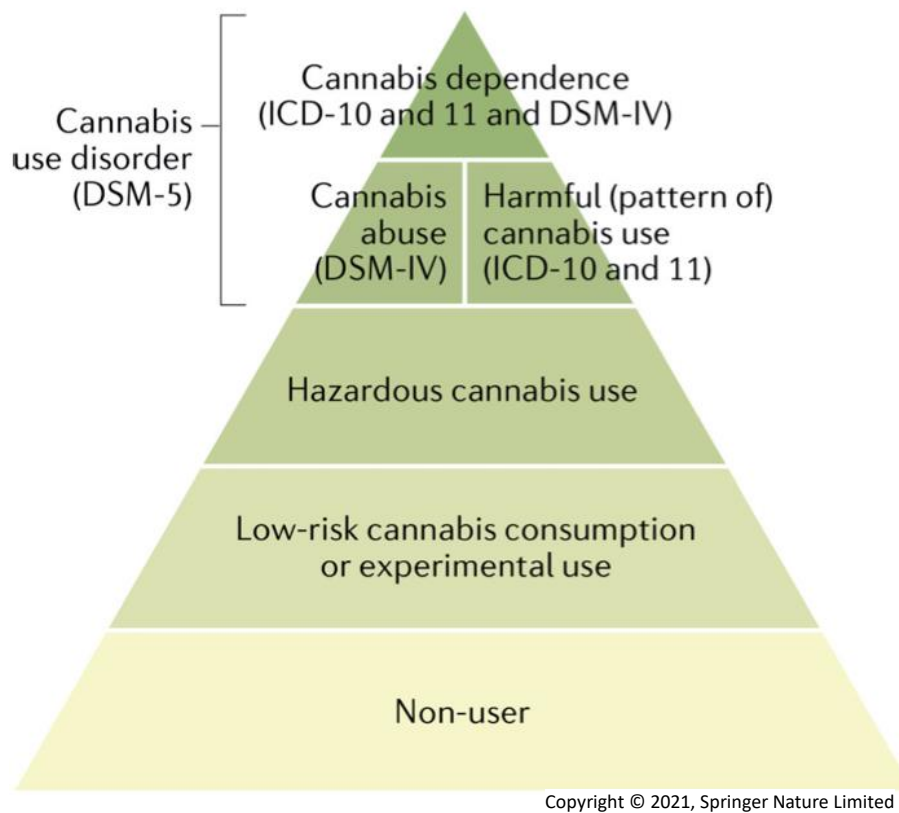 Cannabis dependence
(ICD-10 and 11 and DSM-IV)
Cannabis
use disorder
(DSM-5)
Cannabis
abuse
(DSM-IV)
Harmful (pattern of)
cannabis use
(ICD-10 and 11)
Hazardous cannabis use
Low-risk cannabis consumption
or experimental use
Non-user
Copyright © 2021, Springer Nature Limited